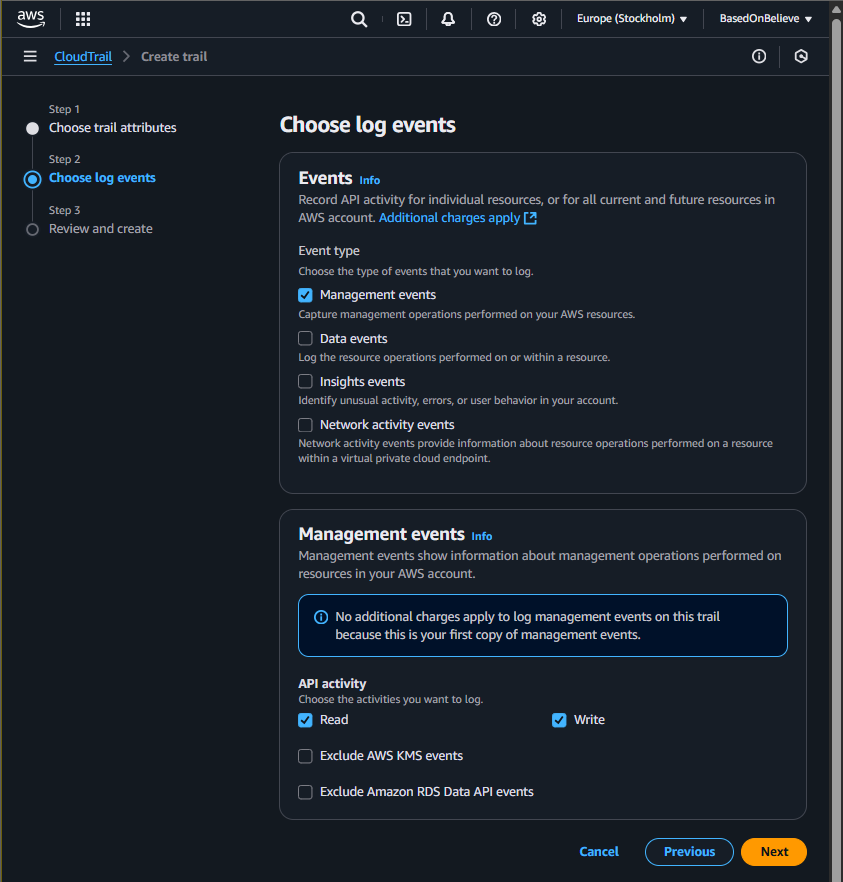 aws
Europe (Stockholm) ▼
BasedOnBelieve ▼
CloudTrail > Create trail
Step 1
Choose trail attributes
Step 2
Choose log events
Step 3
Review and create
Choose log events
Events Info
Record API activity for individual resources, or for all current and future resources in
AWS account. Additional charges apply
Event type
Choose the type of events that you want to log.
Management events
Capture management operations performed on your AWS resources.
Data events
Log the resource operations performed on or within a resource.
Insights events
Identify unusual activity, errors, or user behavior in your account.
Network activity events
Network activity events provide information about resource operations performed on a resource
within a virtual private cloud endpoint.
Management events Info
Management events show information about management operations performed on
resources in your AWS account.
No additional charges apply to log management events on this trail
because this is your first copy of management events.
API activity
Choose the activities you want to log.
Read
Write
Exclude AWS KMS events
Exclude Amazon RDS Data API events
Cancel
Previous
Next